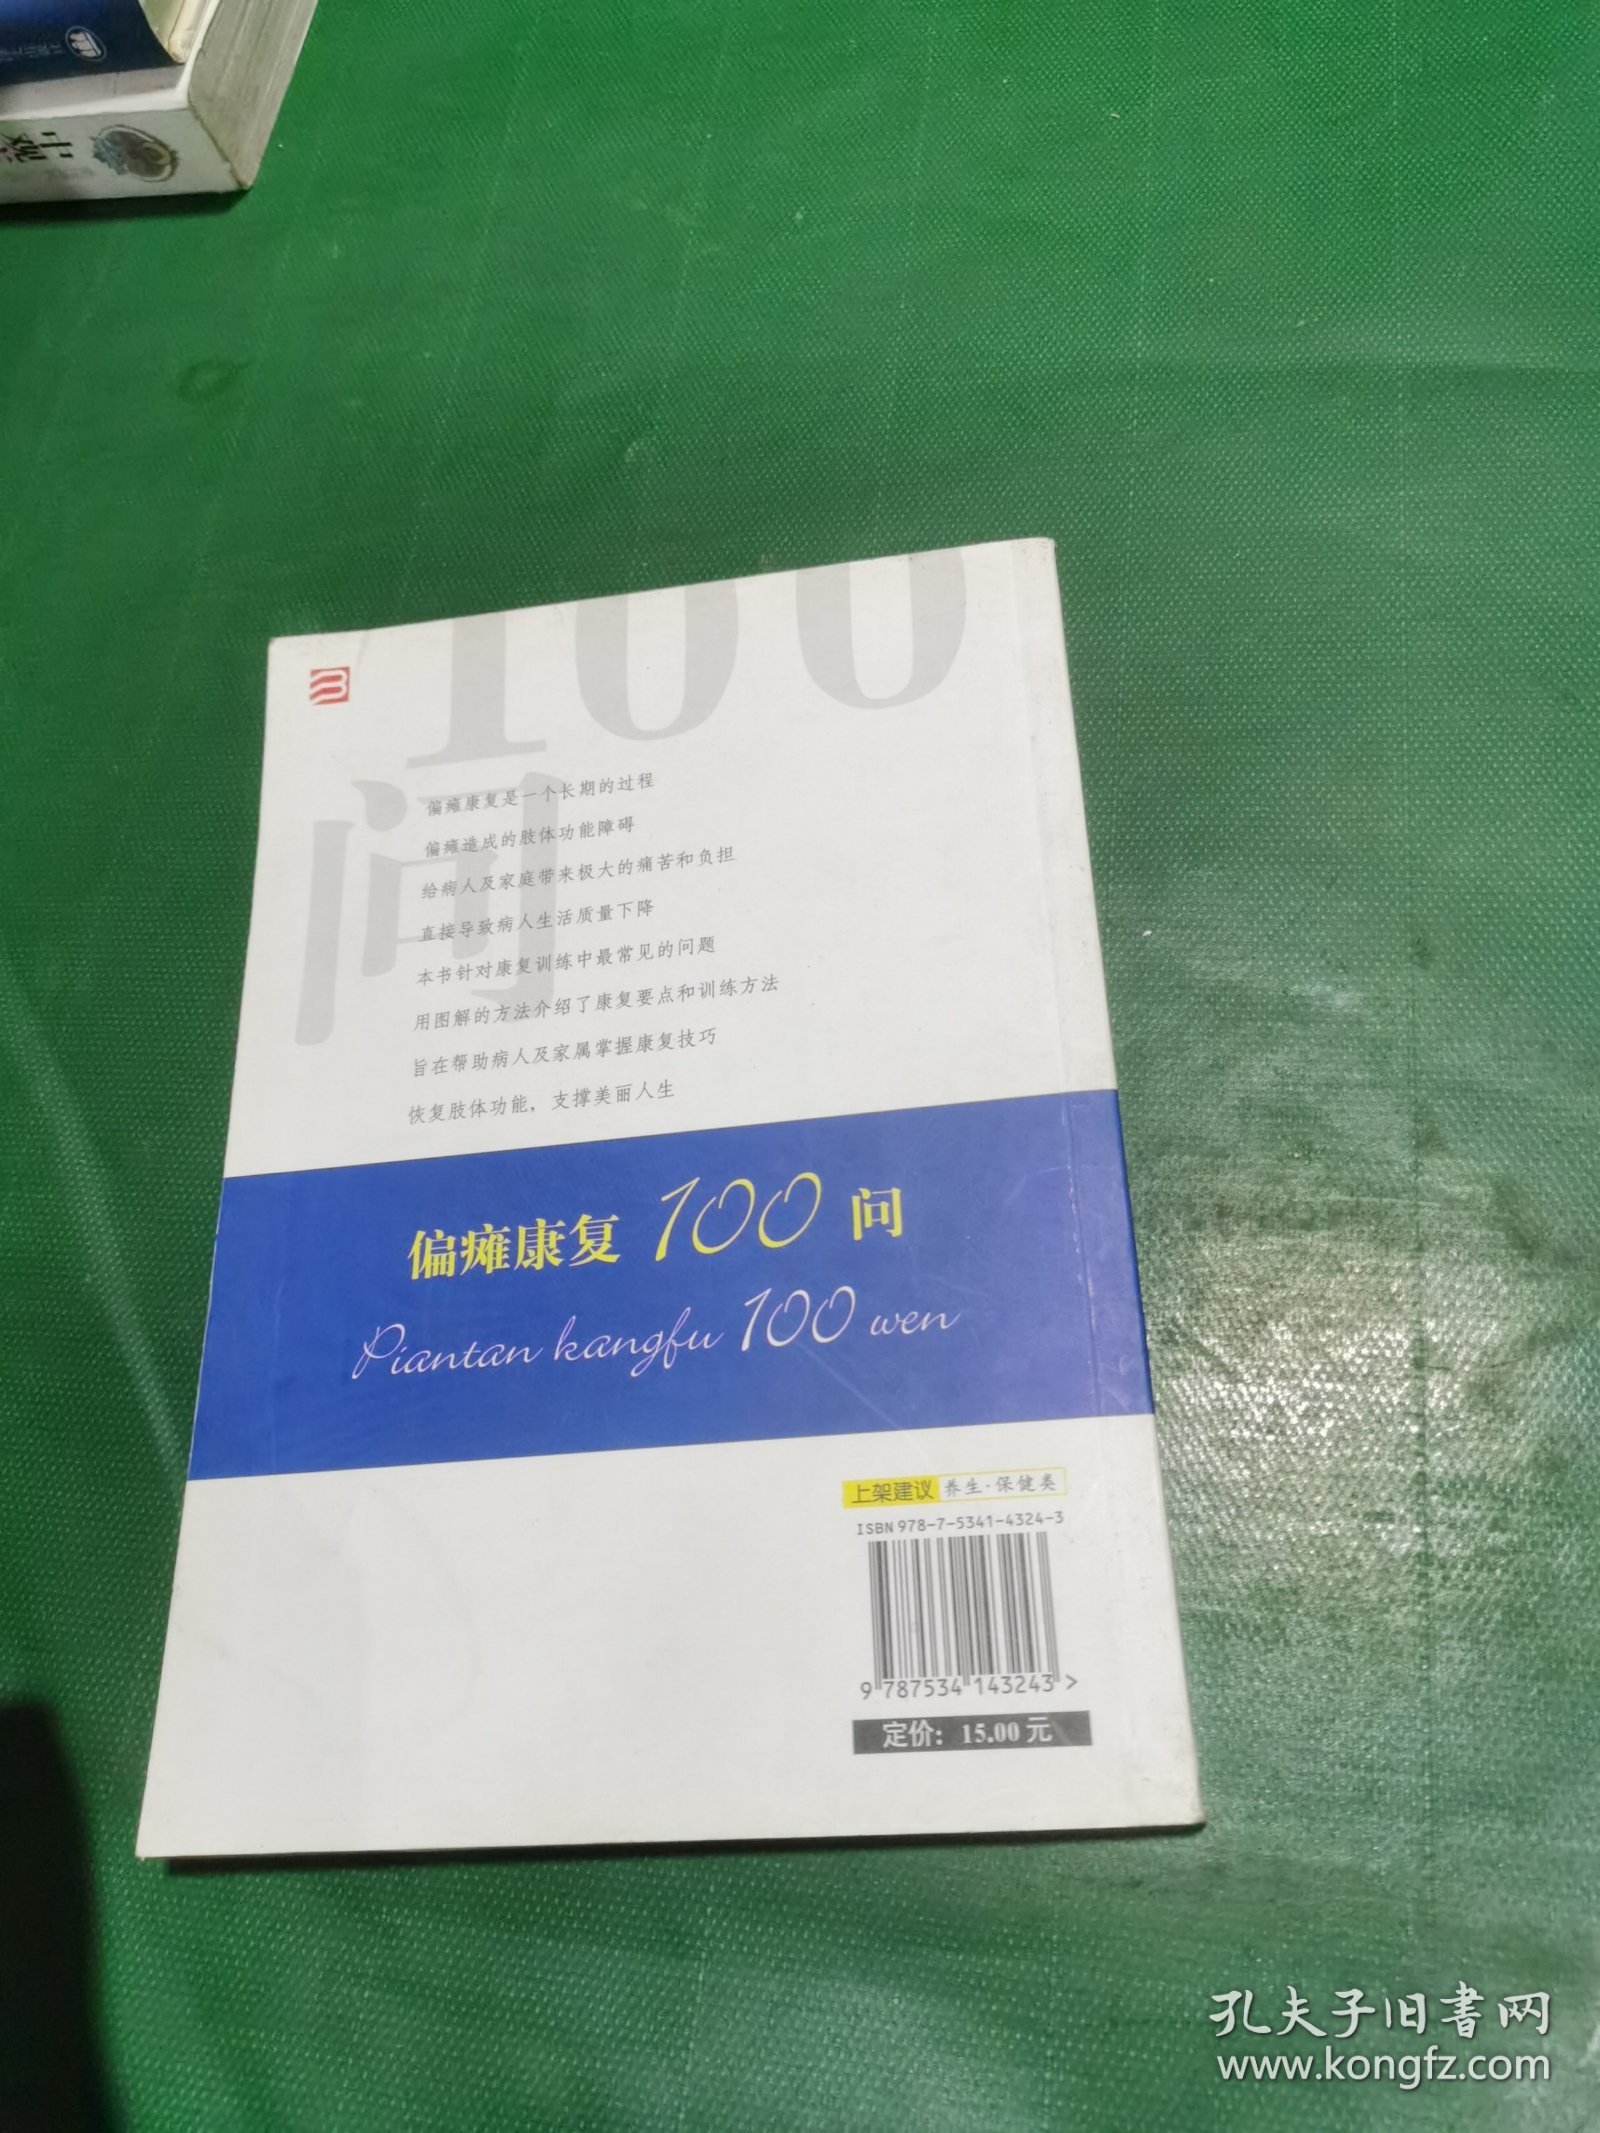 100
问
偏瘫康复是一个长期的过程
偏瘫造成的肢体功能障碍
给病人及家庭带来极大的痛苦和负担
直接导致病人生活质量下降
本书针对康复训练中最常见的问题
用图解的方法介绍了康复要点和训练方法
旨在帮助病人及家属掌握康复技巧
恢复肢体功能，支撑美丽人生
偏瘫康复100问
Piantan kangfu 100 wen
上架建议 养生·保健类
ISBN 978-7-5341-4324-3
9 787534 143243 >
定价：15.00元
孔夫子旧书网
www.kongfz.com